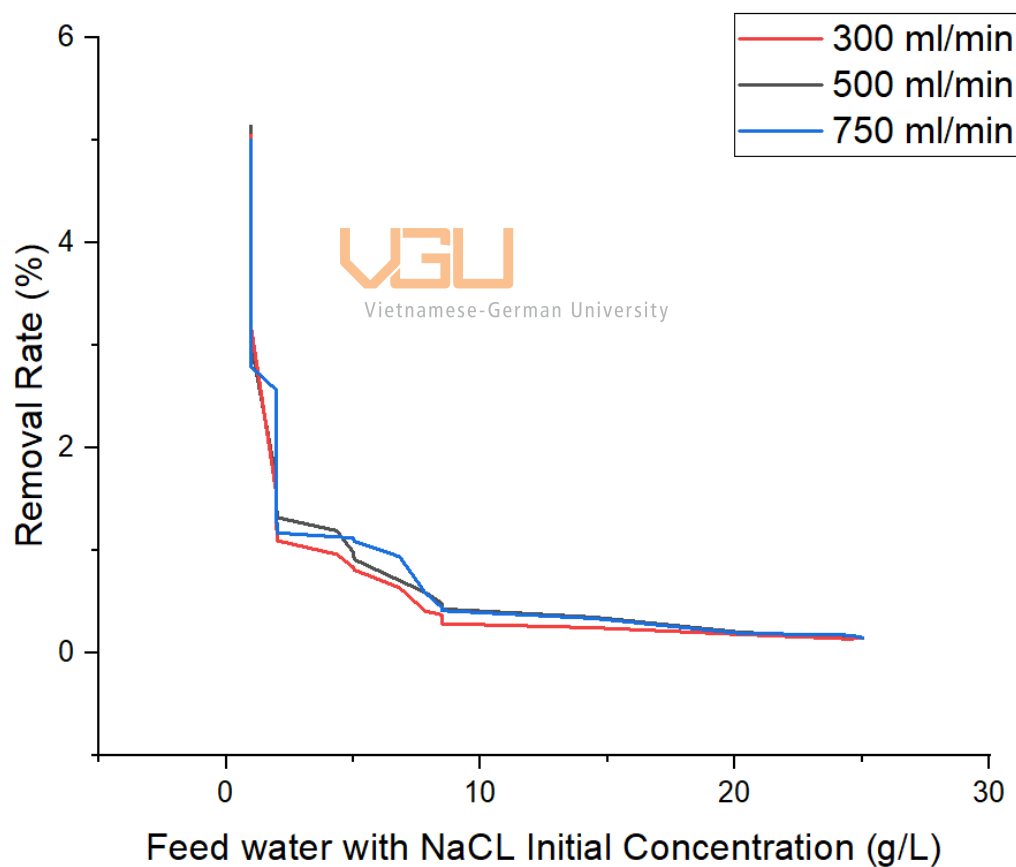 300 ml/min
500 ml/min
750 ml/min
6
4
2
0
Removal Rate (%)
VGU
Vietnamese-German University
0
10
20
30
Feed water with NaCL Initial Concentration (g/L)